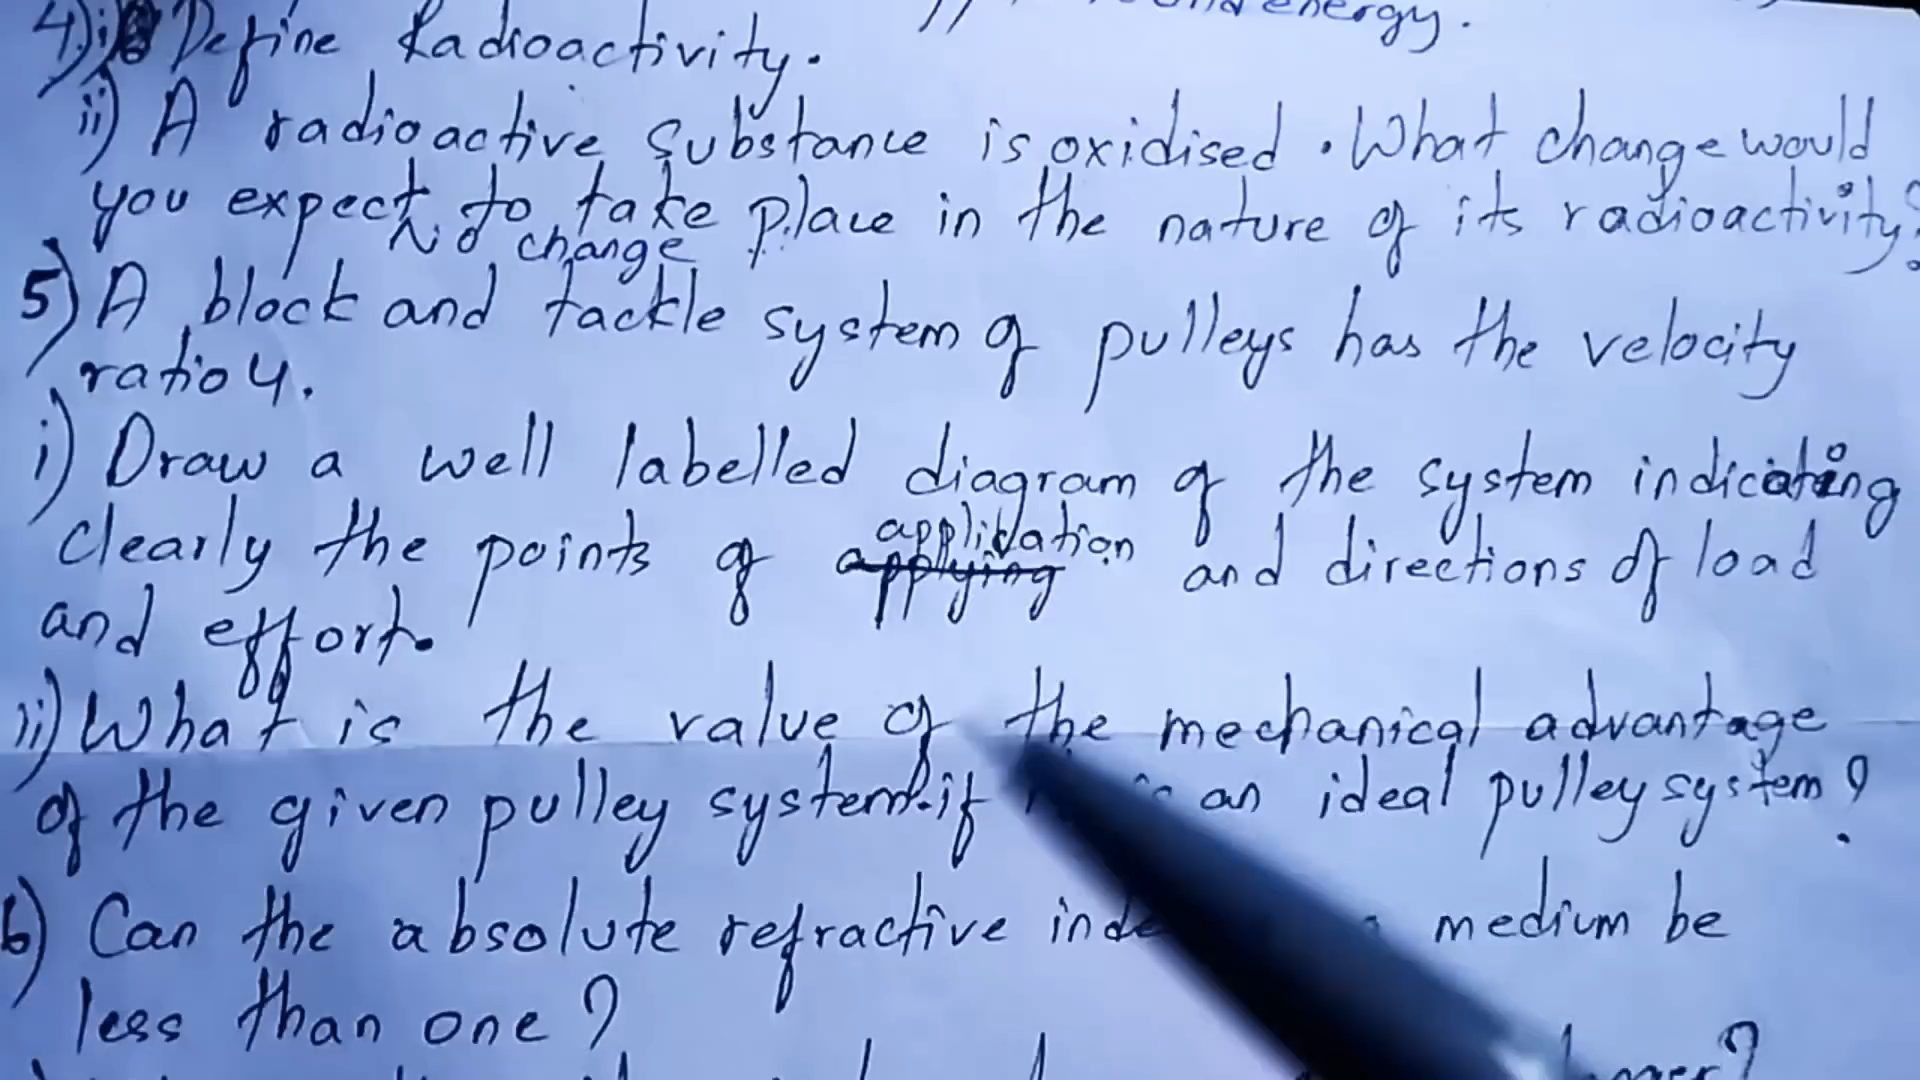 energy.
4) i) Define Radioactivity.
ii) A radioactive substance is oxidised. What change would
you expect to take place in the nature of its radioactivity?
No change
5) A block and tackle system of pulleys has the velocity
ratio 4.
i) Draw a well labelled diagram of the system indicating
application
clearly the points of applying and directions of load
and effort.
ii) What is the value of the mechanical advantage
of the given pulley system if an ideal pulley system?
6) Can the absolute refractive medium be
less than one?